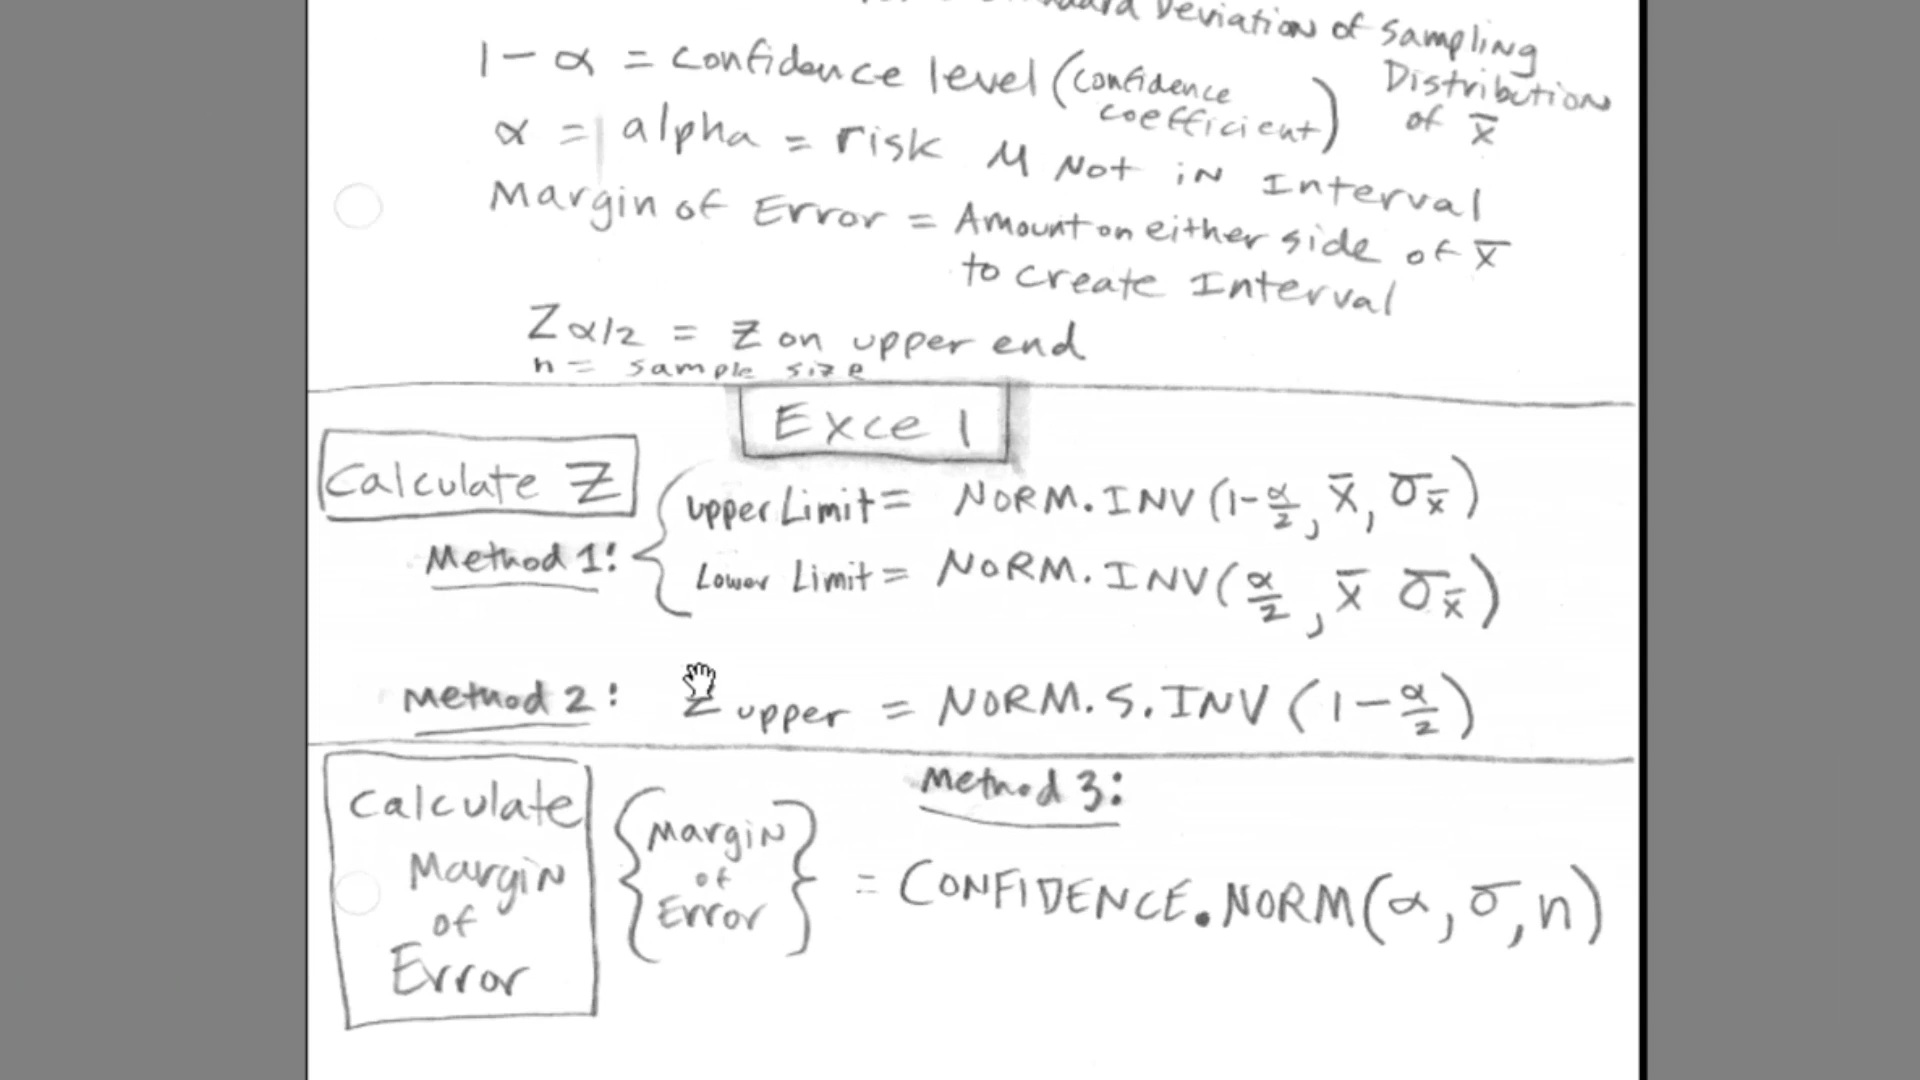 Standard Deviation of Sampling
Distribution
of x̄
1 - α = confidence level (confidence
coefficient)
α = alpha = risk M Not in Interval
Margin of Error = Amount on either side of x̄
to create Interval
Z α/2 = Z on upper end
n = sample size
Excel
Calculate Z
Method 1:
upper Limit = NORM.INV(1-α/2, x̄, σx̄)
Lower Limit = NORM.INV(α/2, x̄ σx̄)
Method 2: Z upper = NORM.S.INV(1-α/2)
Calculate
Margin
of
Error
Method 3:
{Margin
of
Error} = CONFIDENCE.NORM(α, σ, n)